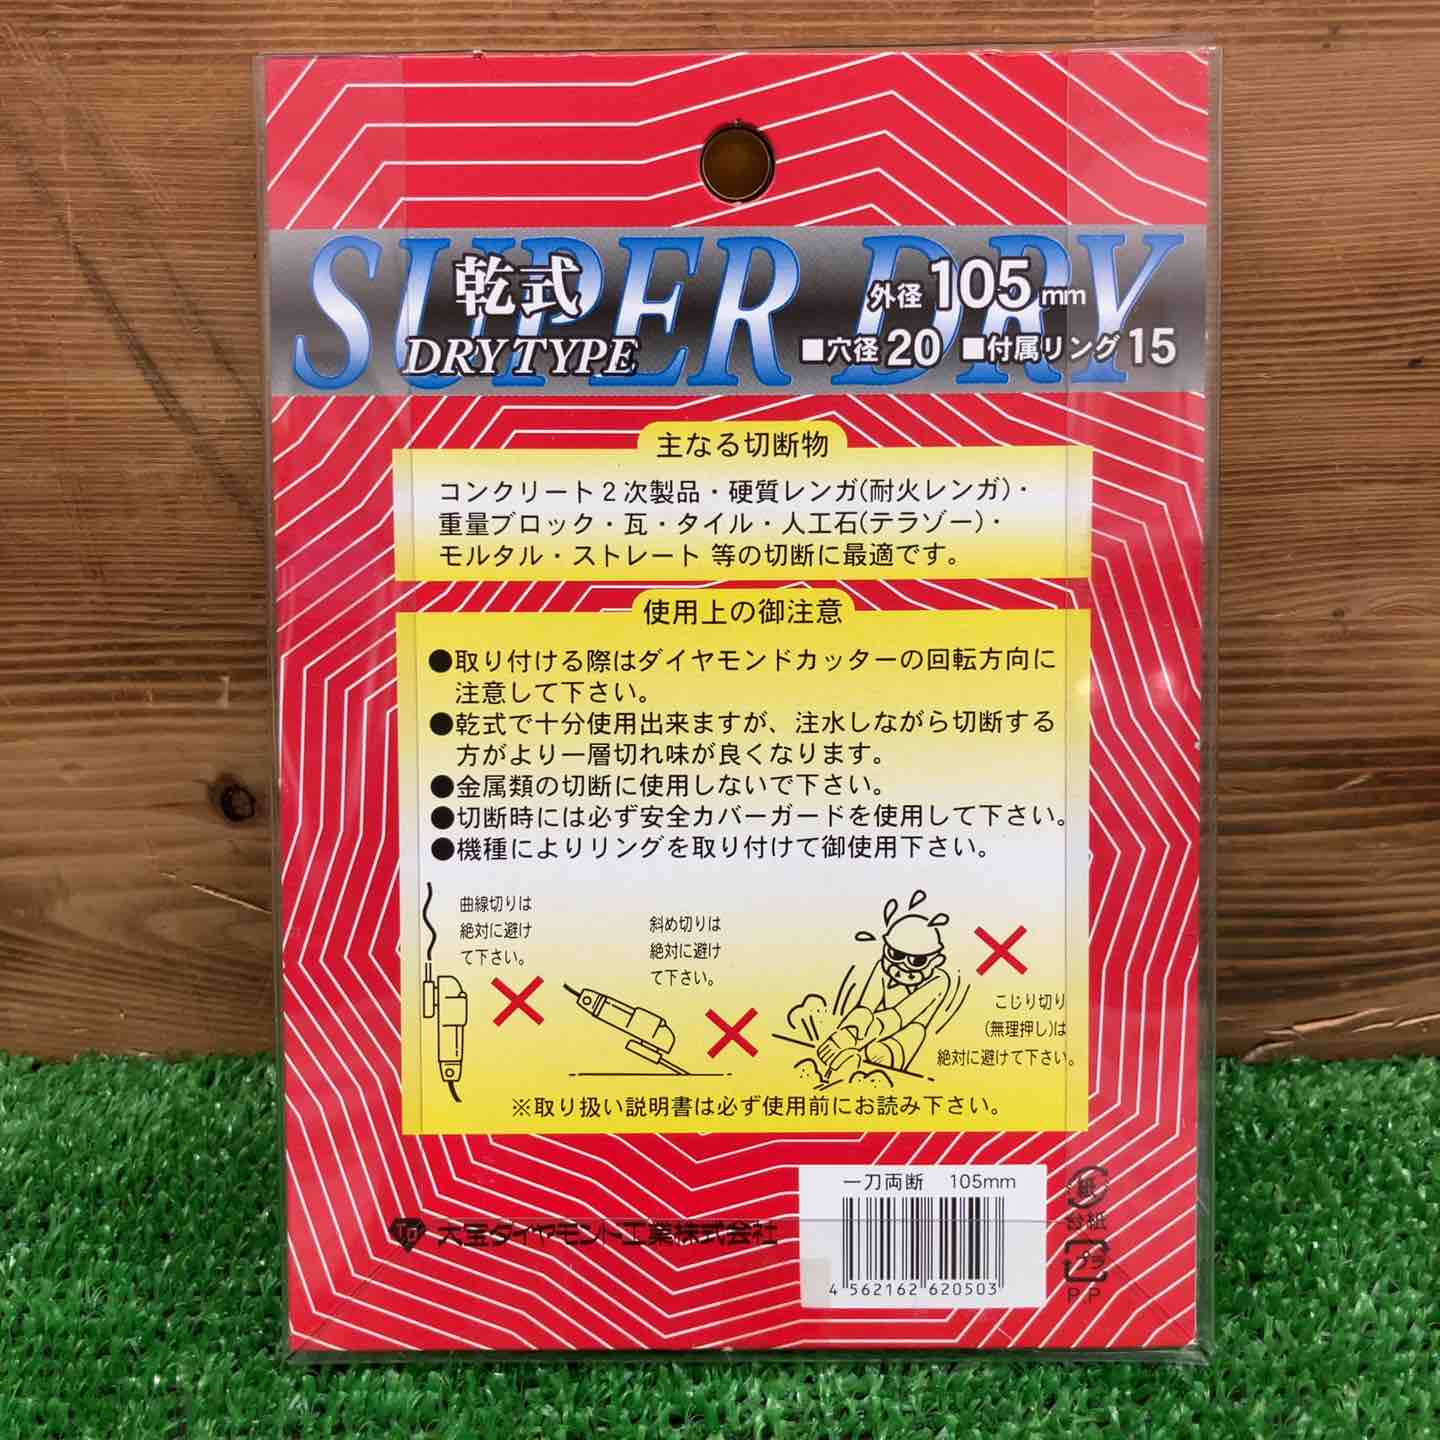 SUPER DRY
乾式
DRY TYPE
外径105mm
■穴径20 ■付属リング15
主なる切断物
コンクリート２次製品・硬質レンガ(耐火レンガ)・
重量ブロック・瓦・タイル・人工石(テラゾー)・
モルタル・ストレート 等の切断に最適です。
使用上の御注意
●取り付ける際はダイヤモンドカッターの回転方向に
注意して下さい。
●乾式で十分使用出来ますが、注水しながら切断する
方がより一層切れ味が良くなります。
●金属類の切断に使用しないで下さい。
●切断時には必ず安全カバーガードを使用して下さい。
●機種によりリングを取り付けて御使用下さい。
曲線切りは
絶対に避け
て下さい。
斜め切りは
絶対に避け
て下さい。
こじり切り
(無理押し)は
絶対に避けて下さい。
※取り扱い説明書は必ず使用前にお読み下さい。
一刀両断 105mm
4 562162 620503
大宝ダイヤモンド工業株式会社
紙
台紙
プラ
P.P